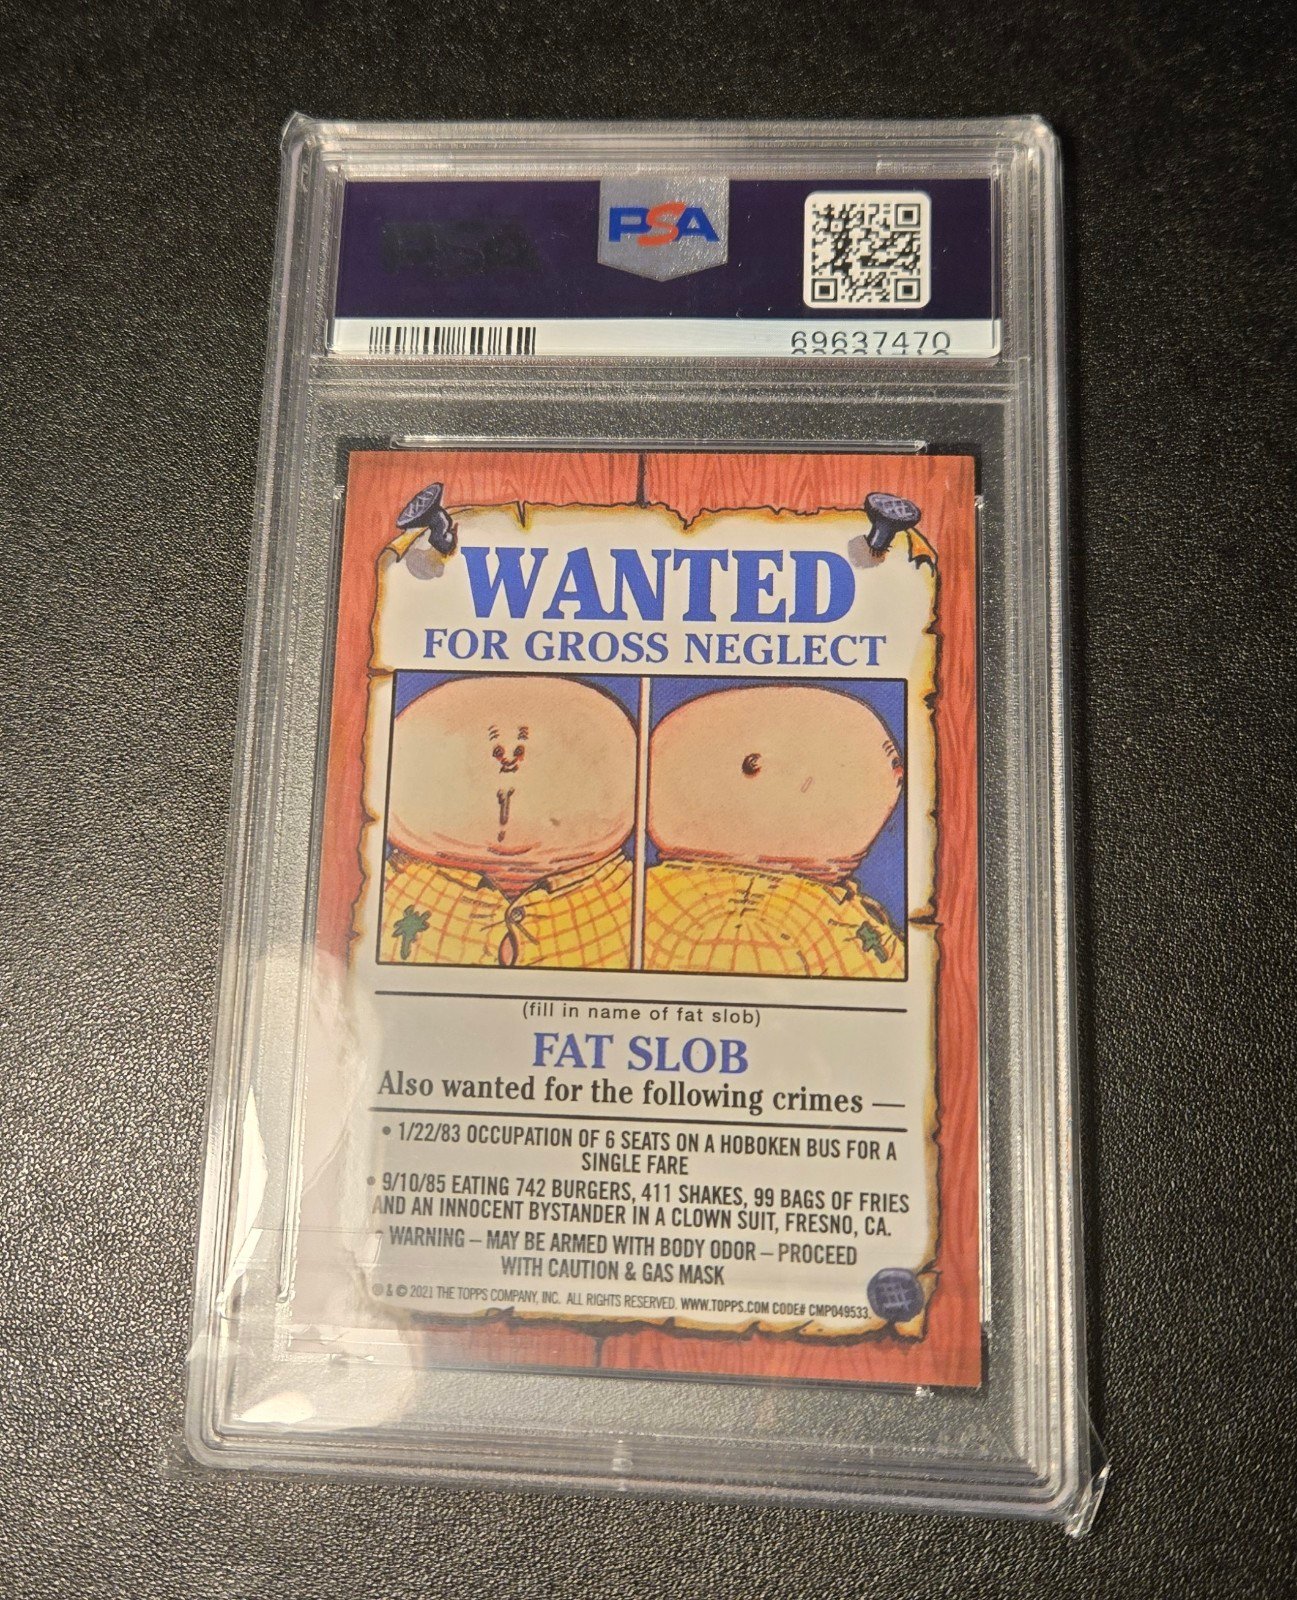 PSA
69637470
WANTED
FOR GROSS NEGLECT
(fill in name of fat slob)
FAT SLOB
Also wanted for the following crimes —
• 1/22/83 OCCUPATION OF 6 SEATS ON A HOBOKEN BUS FOR A
SINGLE FARE
• 9/10/85 EATING 742 BURGERS, 411 SHAKES, 99 BAGS OF FRIES
AND AN INNOCENT BYSTANDER IN A CLOWN SUIT, FRESNO, CA.
• WARNING – MAY BE ARMED WITH BODY ODOR – PROCEED
WITH CAUTION & GAS MASK
® & © 2021 THE TOPPS COMPANY, INC. ALL RIGHTS RESERVED. WWW.TOPPS.COM CODE# CMP049533.